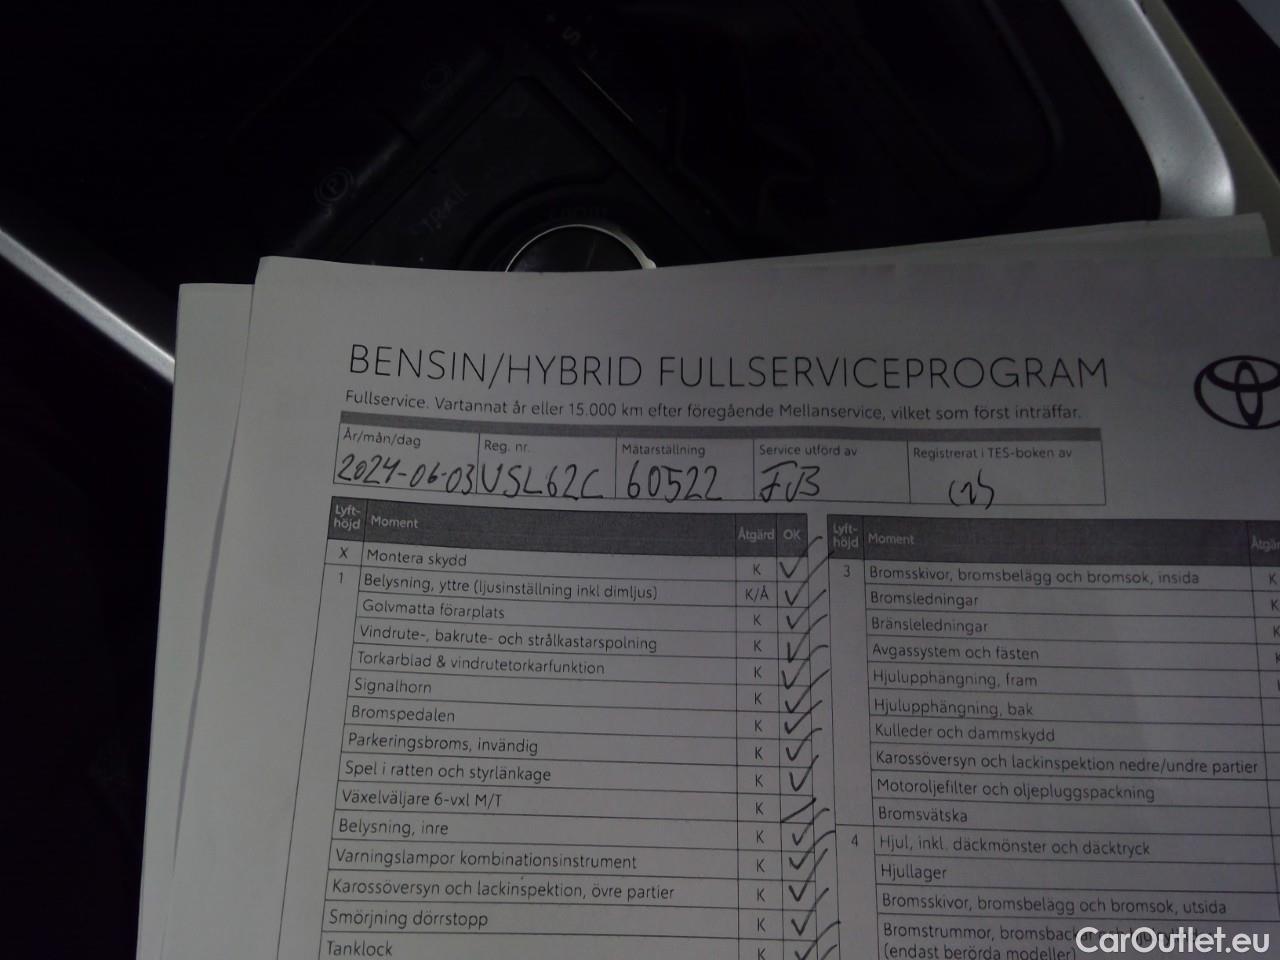 BENSIN/HYBRID FULLSERVICEPROGRAM
Fullservice. Vartannat år eller 15.000 km efter föregående Mellanservice, vilket som först inträffar.
År/mån/dag Reg. nr. Mätarställning Service utförd av Registrerat i TES-boken av
2024-06-03 USL62C 60522
Lyft-höjd Moment Åtgärd OK
X Montera skydd K
1 Belysning, yttre (ljusinställning inkl dimljus) K/Å
Golvmatta förarplats K
Vindrute-, bakrute- och strålkastarspolning K
Torkarblad & vindrutetorkarfunktion K
Signalhorn K
Bromspedalen K
Parkeringsbroms, invändig K
Spel i ratten och styrlänkage K
Växelväljare 6-vxl M/T K
Belysning, inre K
Varningslampor kombinationsinstrument K
Karossöversyn och lackinspektion, övre partier K
Smörjning dörrstopp K
Tanklock K
Lyft-höjd Moment
3 Bromsskivor, bromsbelägg och bromsok, insida K
Bromsledningar K
Bränsleledningar K
Avgassystem och fästen
Hjulupphängning, fram
Hjulupphängning, bak
Kulleder och dammskydd
Karossöversyn och lackinspektion nedre/undre partier
Motoroljefilter och oljepluggspackning
Bromsvätska
4 Hjul, inkl. däckmönster och däcktryck
Hjullager
Bromsskivor, bromsbelägg och bromsok, utsida
Bromstrummor,
(endast berörda modeller)
CarOutlet.eu